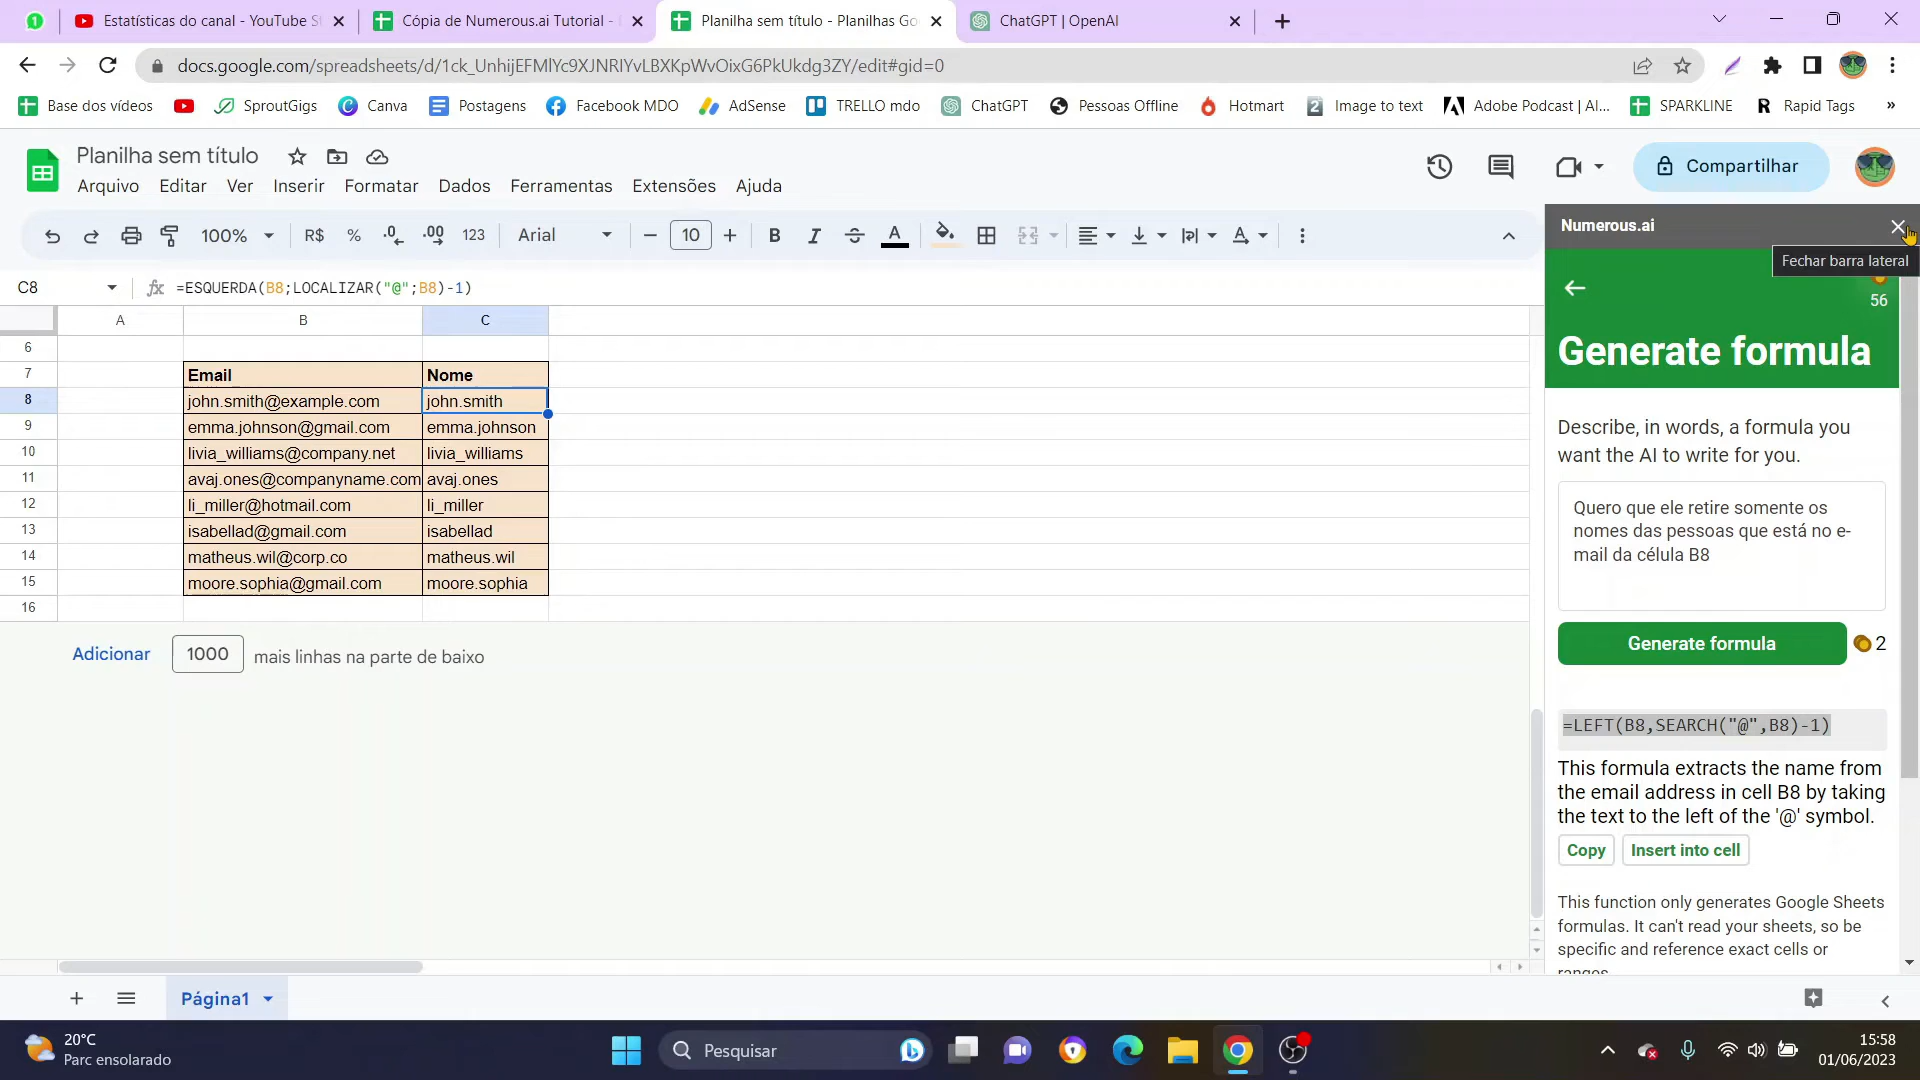 Estatísticas do canal - YouTube S
Cópia de Numerous.ai Tutorial -
Planilha sem título - Planilhas Go
ChatGPT | OpenAI
docs.google.com/spreadsheets/d/1ck_UnhijEFMlYc9XJNRIYvLBXKpWvOixG6PkUkdg3ZY/edit#gid=0
Base dos vídeos
SproutGigs
Canva
Postagens
Facebook MDO
AdSense
TRELLO mdo
ChatGPT
Pessoas Offline
Hotmart
Image to text
Adobe Podcast | AI...
SPARKLINE
Rapid Tags
»
Planilha sem título
Arquivo Editar Ver Inserir Formatar Dados Ferramentas Extensões Ajuda
Compartilhar
100% R$ % .0 .00 123 Arial 10
C8 fx =ESQUERDA(B8;LOCALIZAR("@";B8)-1)
A B C
6
7 Email Nome
8 john.smith@example.com john.smith
9 emma.johnson@gmail.com emma.johnson
10 livia_williams@company.net livia_williams
11 avaj.ones@companyname.com avaj.ones
12 li_miller@hotmail.com li_miller
13 isabellad@gmail.com isabellad
14 matheus.wil@corp.co matheus.wil
15 moore.sophia@gmail.com moore.sophia
16
Adicionar 1000 mais linhas na parte de baixo
Numerous.ai
Fechar barra lateral
56
Generate formula
Describe, in words, a formula you
want the AI to write for you.
Quero que ele retire somente os
nomes das pessoas que está no e-
mail da célula B8
Generate formula 2
=LEFT(B8,SEARCH("@",B8)-1)
This formula extracts the name from
the email address in cell B8 by taking
the text to the left of the '@' symbol.
Copy Insert into cell
This function only generates Google Sheets
formulas. It can't read your sheets, so be
specific and reference exact cells or
ranges
Página1
20°C
Parc ensolarado
Pesquisar
15:58
01/06/2023